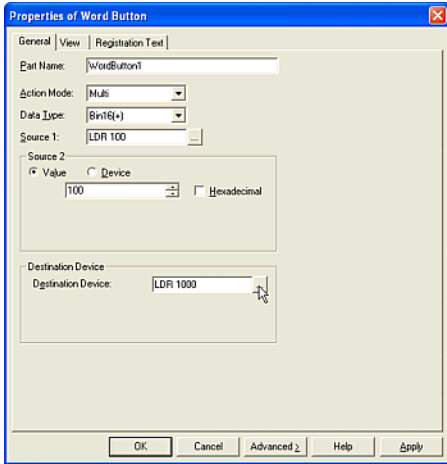 Properties of Word Button
General View Registration Text
Part Name: WordButton1
Action Mode: Multi
Data Type: Bin16(+)
Source 1: LDR 100 ...
Source 2
Value Device
100 Hexadecimal
Destination Device
Destination Device: LDR 1000
OK Cancel Advanced > Help Apply